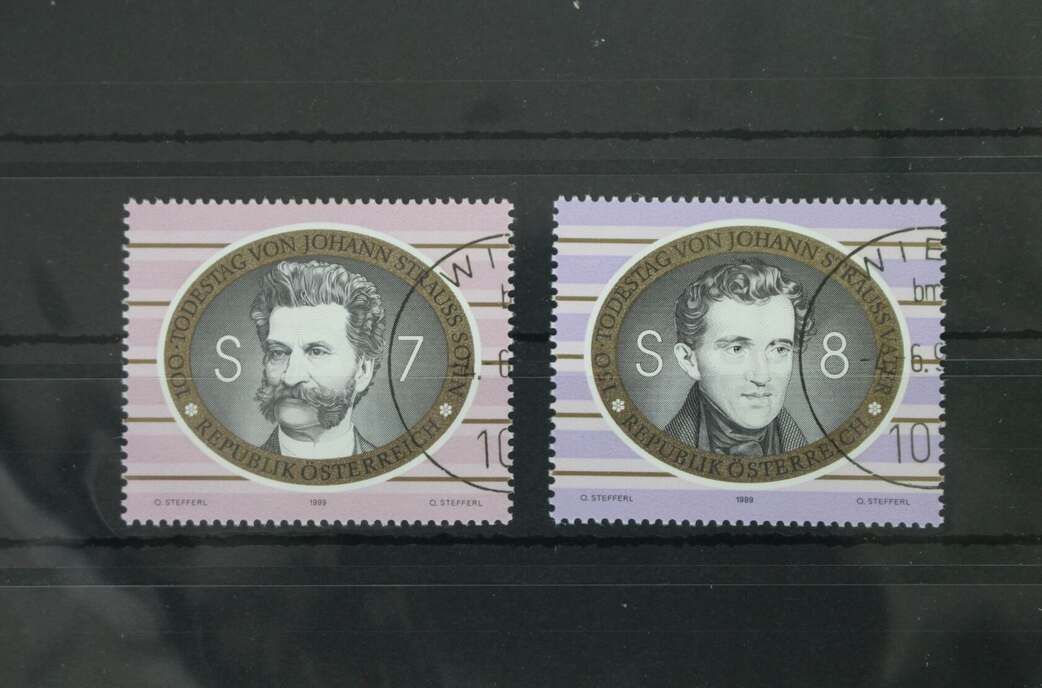 100·TODESTAG VON JOHANN STRAUSS SOHN
S 7
REPUBLIK ÖSTERREICH
O. STEFFERL 1999 O. STEFFERL
WI
6
10
150·TODESTAG VON JOHANN STRAUSS VATER
S 8
REPUBLIK ÖSTERREICH
O. STEFFERL 1999 O. STEFFERL
WIE
bm
6.9
10